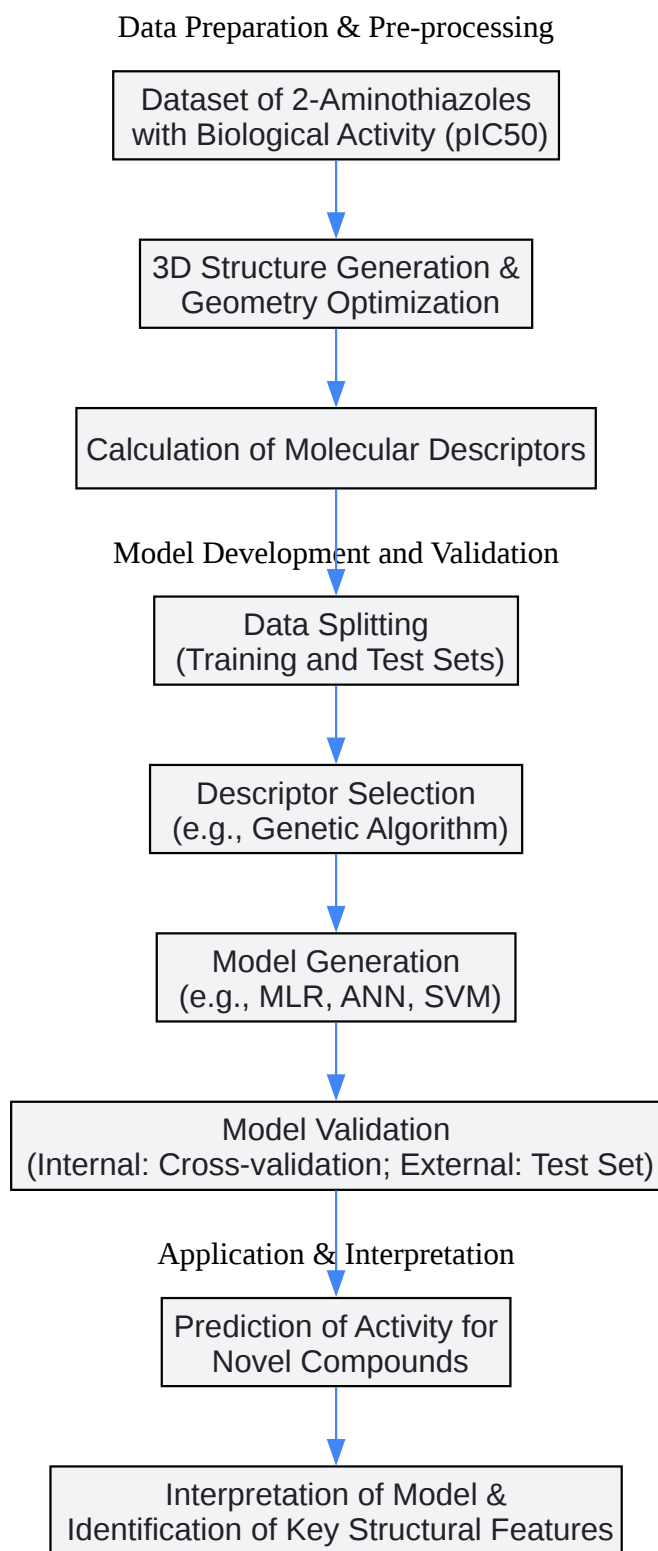 Data Preparation & Pre-processing
Dataset of 2-Aminothiazoles
with Biological Activity (pIC50)
3D Structure Generation &
Geometry Optimization
Calculation of Molecular Descriptors
Model Development and Validation
Data Splitting
(Training and Test Sets)
Descriptor Selection
(e.g., Genetic Algorithm)
Model Generation
(e.g., MLR, ANN, SVM)
Model Validation
(Internal: Cross-validation; External: Test Set)
Application & Interpretation
Prediction of Activity for
Novel Compounds
Interpretation of Model &
Identification of Key Structural Features